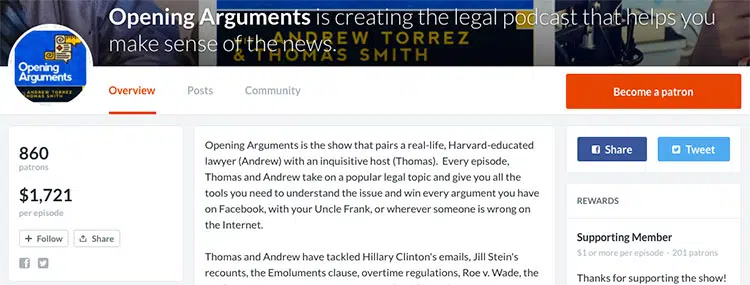 Opening Arguments is creating the legal podcast that helps you
make sense of the news.
ANDREW TORREZ
& THOMAS SMITH
Opening
Arguments
ANDREW TORREZ
THOMAS SMITH
Overview
Posts
Community
Become a patron
860
patrons
$1,721
per episode
+ Follow
Share
Opening Arguments is the show that pairs a real-life, Harvard-educated
lawyer (Andrew) with an inquisitive host (Thomas).  Every episode,
Thomas and Andrew take on a popular legal topic and give you all the
tools you need to understand the issue and win every argument you have
on Facebook, with your Uncle Frank, or wherever someone is wrong on
the Internet.
Thomas and Andrew have tackled Hillary Clinton's emails, Jill Stein's
recounts, the Emoluments clause, overtime regulations, Roe v. Wade, the
Share
Tweet
REWARDS
Supporting Member
$1 or more per episode · 201 patrons
Thanks for supporting the show!